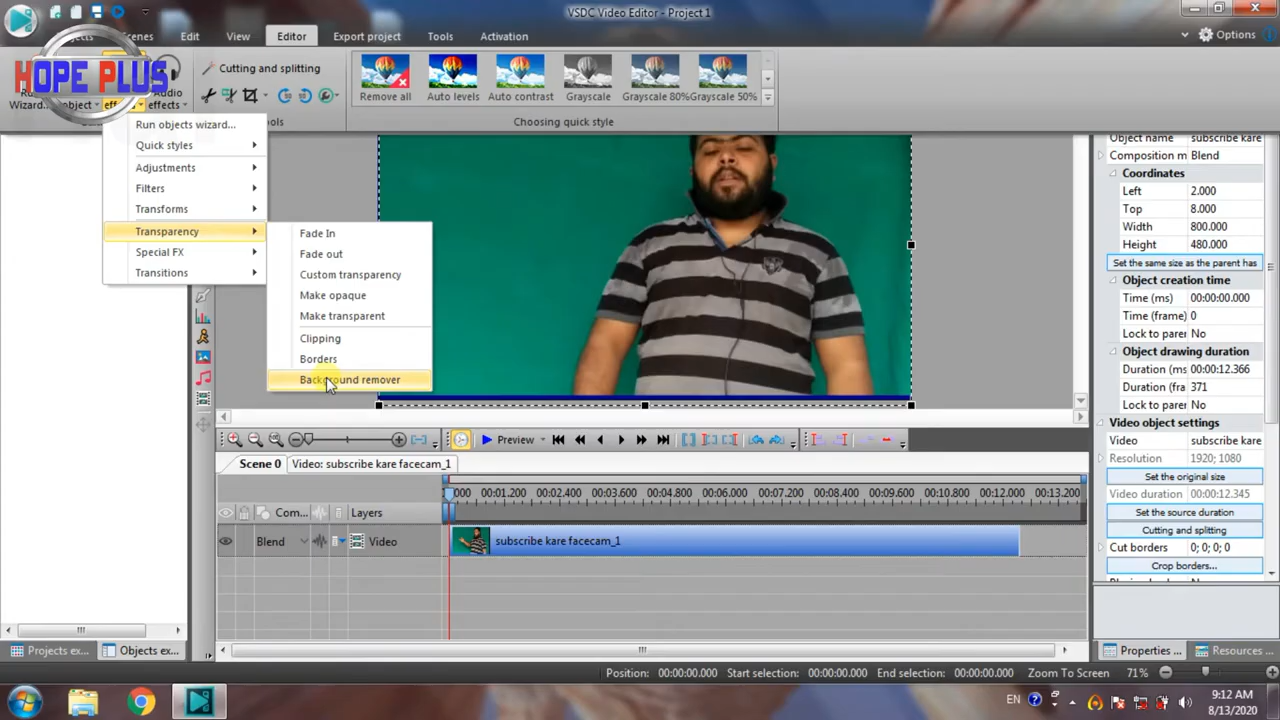 VSDC Video Editor - Project 1
Scenes
Edit
View
Editor
Export project
Tools
Activation
Options
HOPE PLUS
Wizard...
object
effects
Audio
effects
Cutting and splitting
Remove all
Auto levels
Auto contrast
Grayscale
Grayscale 80%
Grayscale 50%
Choosing quick style
Run objects wizard...
Quick styles
Adjustments
Filters
Transforms
Transparency
Special FX
Transitions
Fade In
Fade out
Custom transparency
Make opaque
Make transparent
Clipping
Borders
Background remover
Object name
subscribe kare
Composition m
Blend
Coordinates
Left
2.000
Top
8.000
Width
800.000
Height
480.000
Set the same size as the parent has
Object creation time
Time (ms)
00:00:00.000
Time (frame)
0
Lock to parer
No
Object drawing duration
Duration (ms
00:00:12.366
Duration (fra
371
Lock to parer
No
Video object settings
Video
subscribe kare
Resolution
1920; 1080
Set the original size
Video duration
00:00:12.345
Set the source duration
Cutting and splitting
Cut borders
0; 0; 0; 0
Crop borders...
Preview
Scene 0
Video: subscribe kare facecam_1
000
00:01.200
00:02.400
00:03.600
00:04.800
00:06.000
00:07.200
00:08.400
00:09.600
00:10.800
00:12.000
00:13.200
Com...
Layers
Blend
Video
subscribe kare facecam_1
Projects ex...
Objects ex...
Properties ...
Resources ...
Position:
00:00:00.000
Start selection:
00:00:00.000
End selection:
00:00:00.000
Zoom To Screen
71%
EN
9:12 AM
8/13/2020